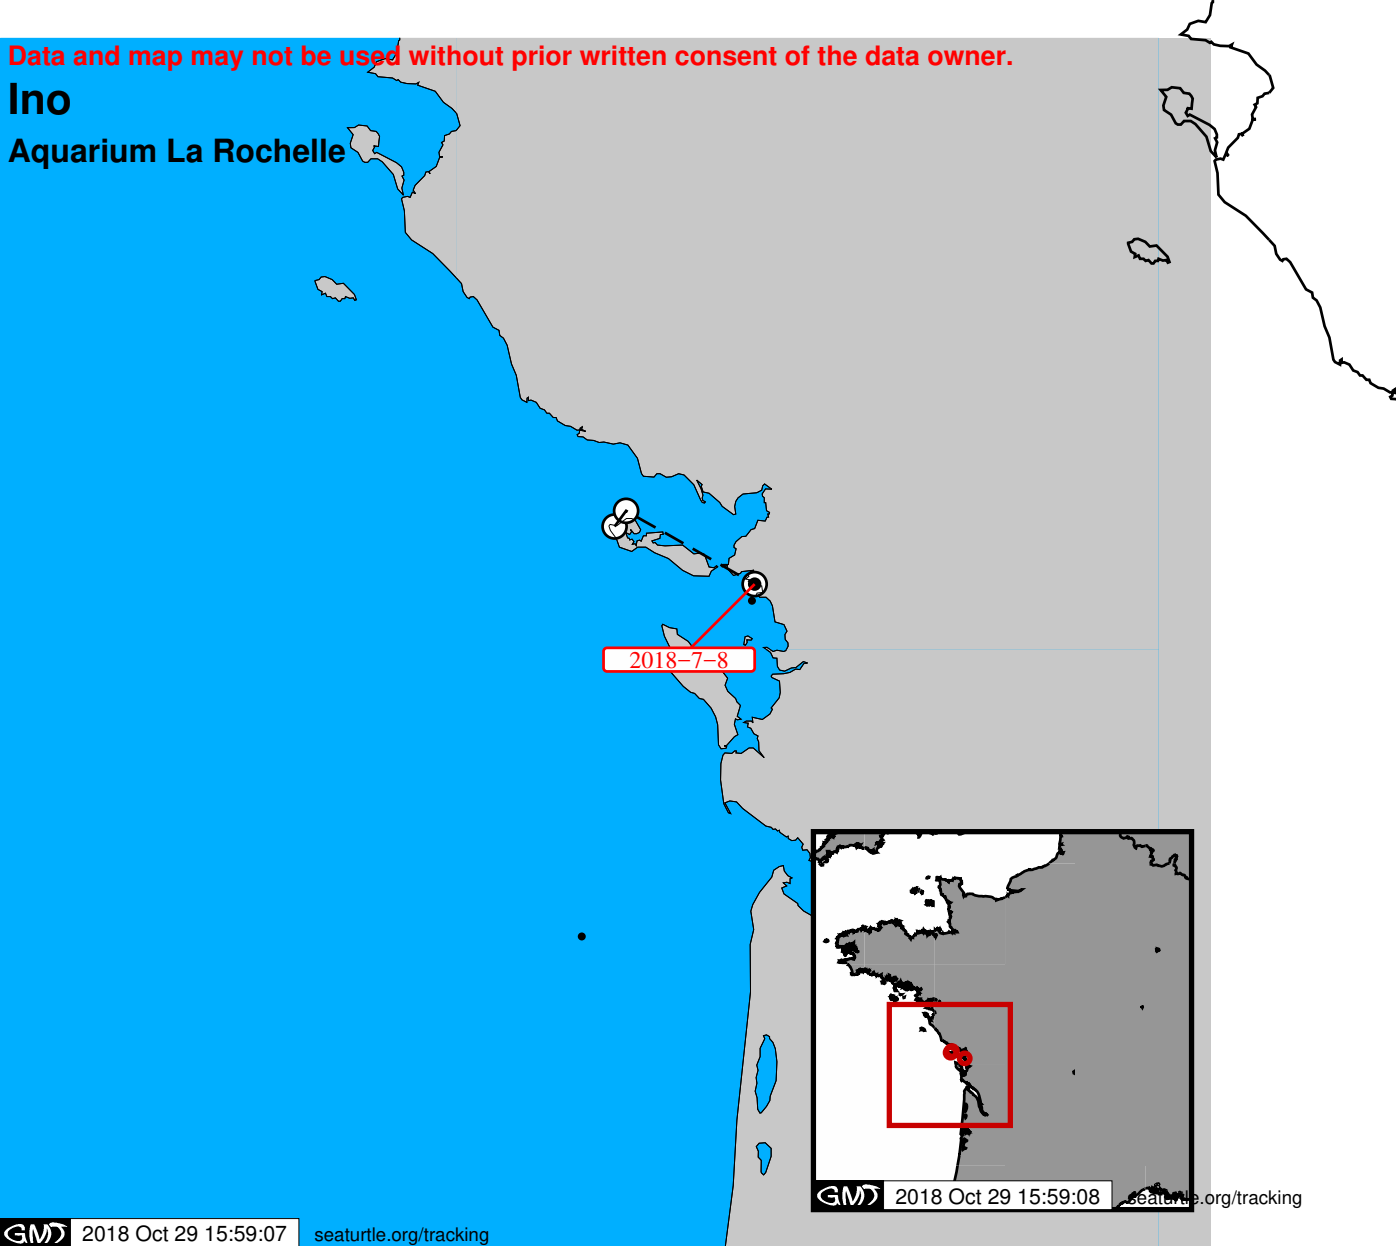 Data and map may not be used without prior written consent of the data owner.
Ino
Aquarium La Rochelle
2018−7−8
GMT 2018 Oct 29 15:59:08 seaturtle.org/tracking
GMT 2018 Oct 29 15:59:07 seaturtle.org/tracking